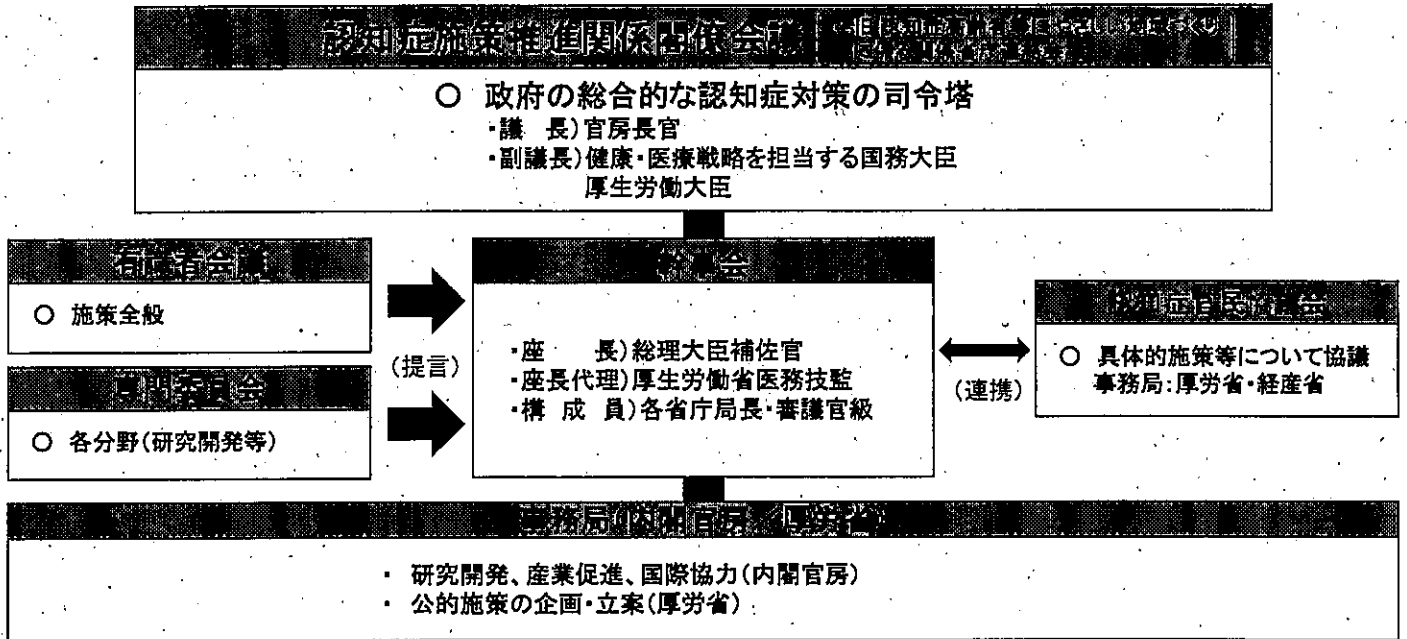 認知症施策推進関係閣僚会議
○ 政府の総合的な認知症対策の司令塔
・議 長)官房長官
・副議長)健康・医療戦略を担当する国務大臣
厚生労働大臣
有識者会議
○ 施策全般
専門委員会
○ 各分野(研究開発等)
(提言)
幹事会
・座 長)総理大臣補佐官
・座長代理)厚生労働省医務技監
・構 成 員)各省庁局長・審議官級
(連携)
認知症官民協議会
○ 具体的施策等について協議
事務局:厚労省・経産省
事務局(内閣官房、厚労省)
・ 研究開発、産業促進、国際協力(内閣官房)
・ 公的施策の企画・立案(厚労省)